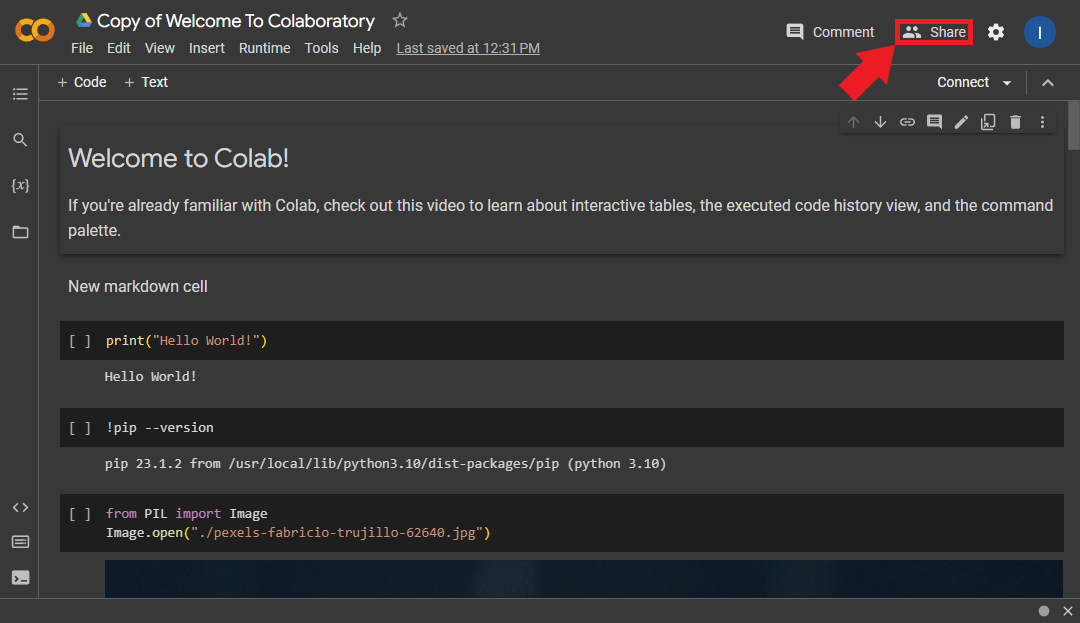 Copy of Welcome To Colaboratory
File Edit View Insert Runtime Tools Help Last saved at 12:31 PM
Comment
Share
I
+ Code + Text
Connect
Welcome to Colab!
If you're already familiar with Colab, check out this video to learn about interactive tables, the executed code history view, and the command
palette.
New markdown cell
[ ] print("Hello World!")
Hello World!
[ ] !pip --version
pip 23.1.2 from /usr/local/lib/python3.10/dist-packages/pip (python 3.10)
[ ] from PIL import Image
Image.open("./pexels-fabricio-trujillo-62640.jpg")
{x}